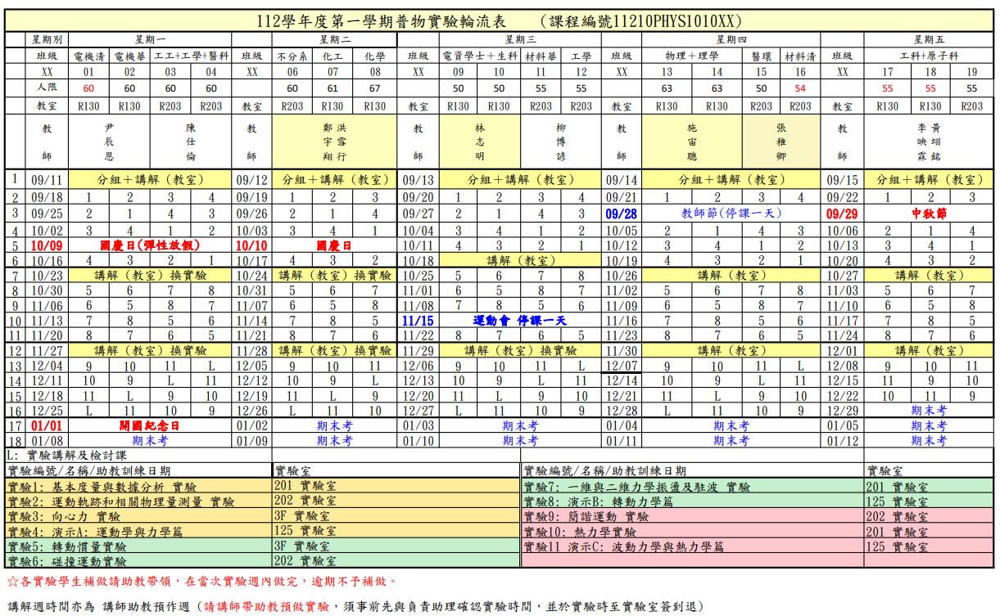 112學年度第一學期普物實驗輪流表 (課程編號11210PHYS1010XX)
星期別 星期一 星期二 星期三 星期四 星期五
班級 電機清 電機華 工工+工學+醫科 班級 不分系 化工 化學 班級 電資學士+生科 材料華 工學 班級 物理+理學 醫環 材料清 班級 工科+原子科
XX 01 02 03 04 XX 06 07 08 XX 09 10 11 12 XX 13 14 15 16 XX 17 18 19
人限 60 60 60 60 60 61 67 50 50 55 55 63 63 50 54 55 55 55
教室 R130 R130 R203 R203 教室 R203 R130 R130 教室 R130 R130 R203 R203 教室 R130 R130 R203 R203 教室 R130 R130 R203
教師 尹辰恩 陳仕倫 教師 鄭宇翔 洪雪行 教師 林志明 柳博諺 教師 施宙聰 張稚卿 教師 李映霖 黃翊銘
1 09/11 分組+講解(教室) 09/12 分組+講解(教室) 09/13 分組+講解(教室) 09/14 分組+講解(教室) 09/15 分組+講解(教室)
2 09/18 1 2 3 4 09/19 1 2 3 09/20 1 2 3 4 09/21 1 2 3 4 09/22 1 2 3
3 09/25 2 1 4 3 09/26 2 1 4 09/27 2 1 4 3 09/28 教師節(停課一天) 09/29 中秋節
4 10/02 3 4 1 2 10/03 3 4 1 10/04 3 4 1 2 10/05 2 1 4 3 10/06 2 1 4
5 10/09 國慶日(彈性放假) 10/10 國慶日 10/11 4 3 2 1 10/12 3 4 1 2 10/13 3 4 1
6 10/16 4 3 2 1 10/17 4 3 2 10/18 講解(教室) 10/19 4 3 2 1 10/20 4 3 2
7 10/23 講解(教室)換實驗 10/24 講解(教室)換實驗 10/25 5 6 7 8 10/26 講解(教室) 10/27 講解(教室)
8 10/30 5 6 7 8 10/31 5 6 7 11/01 6 5 8 7 11/02 5 6 7 8 11/03 5 6 7
9 11/06 6 5 8 7 11/07 6 5 8 11/08 7 8 5 6 11/09 6 5 8 7 11/10 6 5 8
10 11/13 7 8 5 6 11/14 7 8 5 11/15 運動會 停課一天 11/16 7 8 5 6 11/17 7 8 5
11 11/20 8 7 6 5 11/21 8 7 6 11/22 8 7 6 5 11/23 8 7 6 5 11/24 8 7 6
12 11/27 講解(教室)換實驗 11/28 講解(教室)換實驗 11/29 講解(教室)換實驗 11/30 講解(教室) 12/01 講解(教室)
13 12/04 9 10 11 L 12/05 9 10 11 12/06 9 10 11 L 12/07 9 10 11 L 12/08 9 10 11
14 12/11 10 9 L 11 12/12 10 9 L 12/13 10 9 L 11 12/14 10 9 L 11 12/15 11 9 10
15 12/18 11 L 9 10 12/19 11 L 9 12/20 11 L 9 10 12/21 11 L 9 10 12/22 10 11 9
16 12/25 L 11 10 9 12/26 L 11 10 12/27 L 11 10 9 12/28 L 11 10 9 12/29 期末考
17 01/01 開國紀念日 01/02 期末考 01/03 期末考 01/04 期末考 01/05 期末考
18 01/08 期末考 01/09 期末考 01/10 期末考 01/11 期末考 01/12 期末考
L: 實驗講解及檢討課
實驗編號/名稱/助教訓練日期 實驗室 實驗編號/名稱/助教訓練日期 實驗室
實驗1: 基本度量與數據分析 實驗 201 實驗室 實驗7: 一維與二維力學振盪及駐波 實驗 201 實驗室
實驗2: 運動軌跡和相關物理量測量 實驗 202 實驗室 實驗8: 演示B: 轉動力學篇 125 實驗室
實驗3: 向心力 實驗 3F 實驗室 實驗9: 簡諧運動 實驗 202 實驗室
實驗4: 演示A: 運動學與力學篇 125 實驗室 實驗10: 熱力學實驗 201 實驗室
實驗5: 轉動慣量實驗 3F 實驗室 實驗11 演示C: 波動力學與熱力學篇 125 實驗室
實驗6: 碰撞運動實驗 202 實驗室
☆各實驗學生補做請助教帶領,在當次實驗週內做完,逾期不予補做。
講解週時間亦為 講師助教預作週 (請講師帶助教預做實驗,須事前先與負責助理確認實驗時間,並於實驗時至實驗室簽到退)